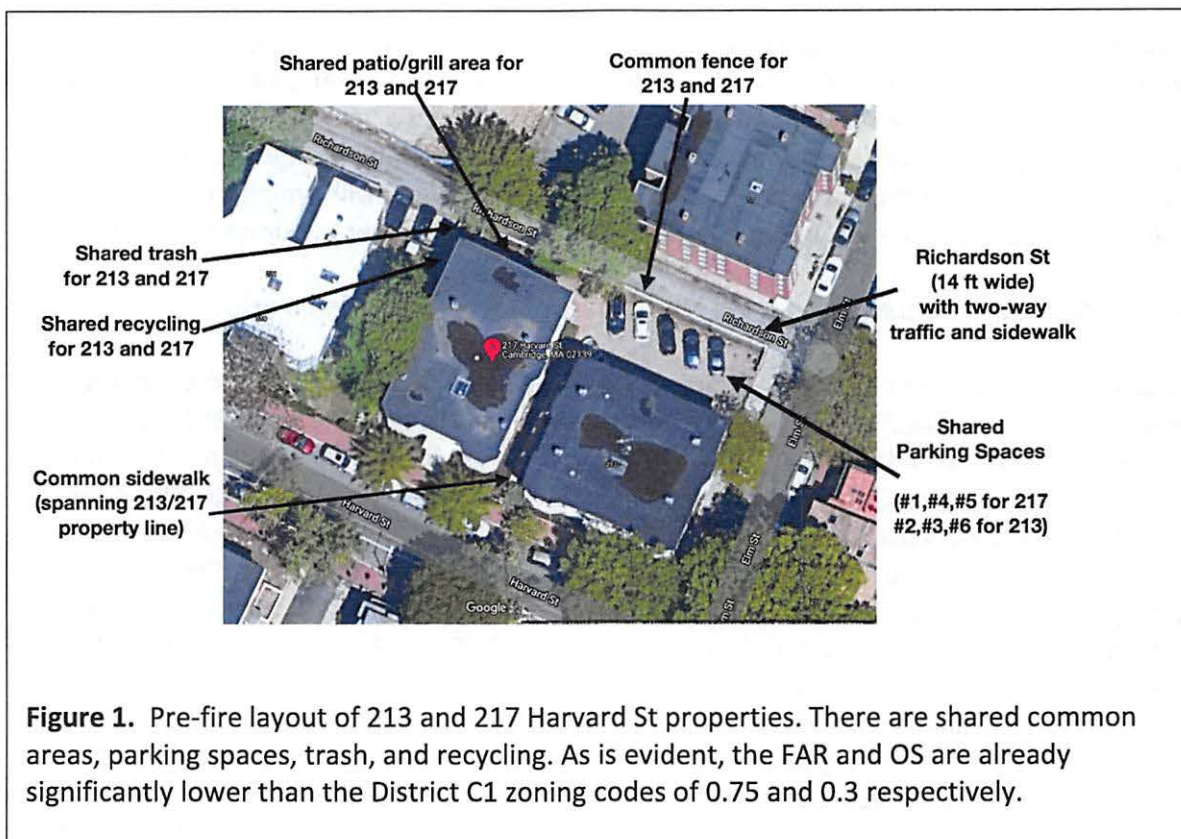 Shared patio/grill area for
213 and 217
Common fence for
213 and 217
Richardson St
Richardson St
Shared trash
for 213 and 217
Shared recycling
for 213 and 217
Richardson St
(14 ft wide)
with two-way
traffic and sidewalk
Elm St
Richardson St
217 Harvard St
Cambridge, MA 02139
Elm St
Shared
Parking Spaces
(#1,#4,#5 for 217
#2,#3,#6 for 213)
Common sidewalk
(spanning 213/217
property line)
Harvard St
Elm St
Harvard St
Google
Figure 1. Pre-fire layout of 213 and 217 Harvard St properties. There are shared common
areas, parking spaces, trash, and recycling. As is evident, the FAR and OS are already
significantly lower than the District C1 zoning codes of 0.75 and 0.3 respectively.